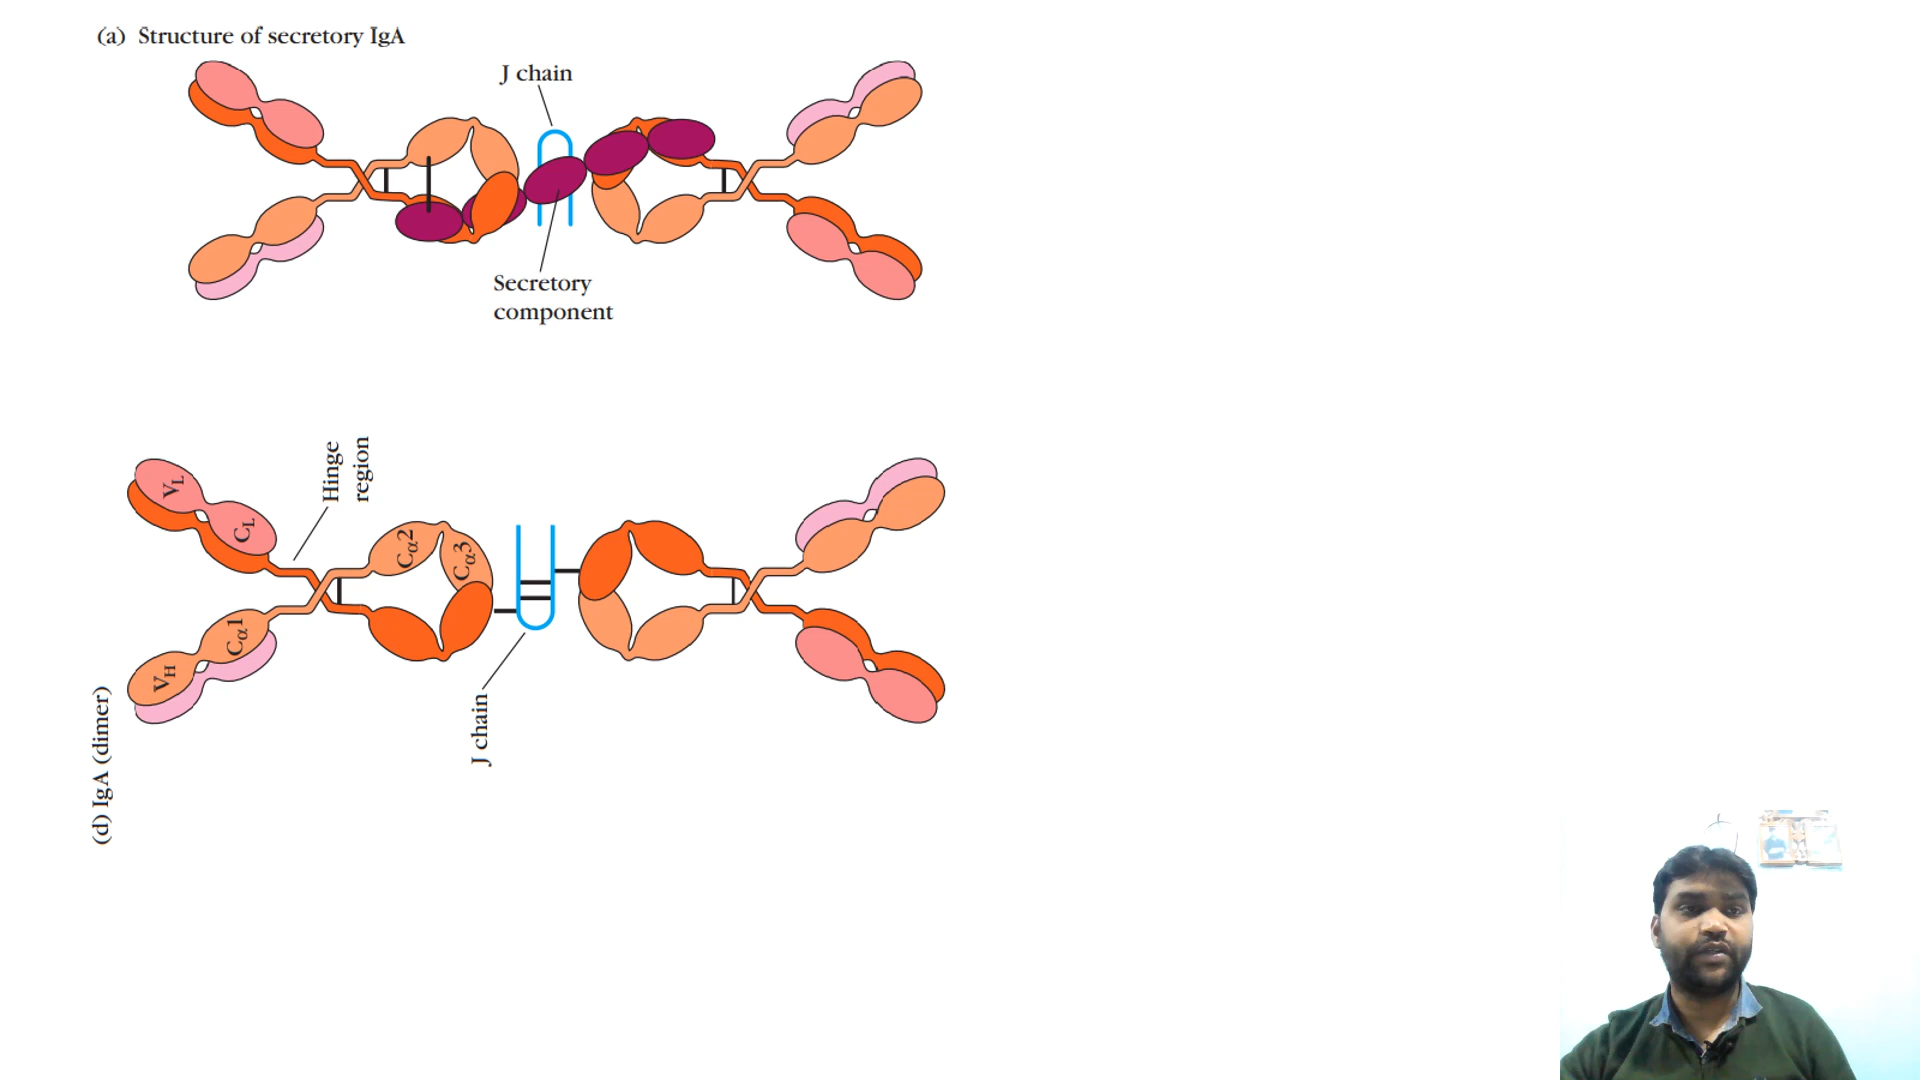 (a) Structure of secretory IgA
J chain
Secretory
component
Hinge
region
VL
CL
Cα2
Cα3
Cα1
VH
J chain
(d) IgA (dimer)